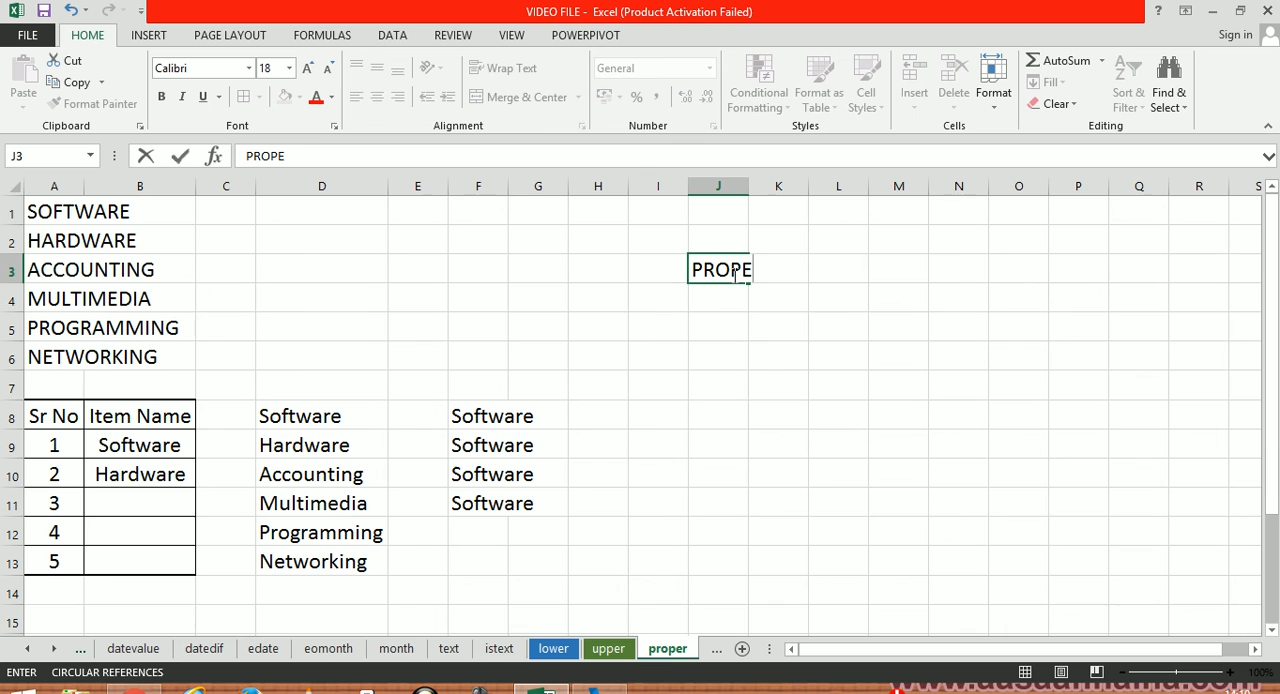 VIDEO FILE - Excel (Product Activation Failed)
FILE HOME INSERT PAGE LAYOUT FORMULAS DATA REVIEW VIEW POWERPIVOT Sign in
Cut
Copy
Format Painter
Paste
Clipboard
Calibri 18
B I U
Font
Wrap Text
Merge & Center
Alignment
General
Number
Conditional Formatting
Format as Table
Cell Styles
Styles
Insert Delete Format
Cells
AutoSum
Fill
Clear
Sort & Filter
Find & Select
Editing
J3 fx PROPE
A B C D E F G H I J K L M N O P Q R S
1 SOFTWARE
2 HARDWARE
3 ACCOUNTING PROPE
4 MULTIMEDIA
5 PROGRAMMING
6 NETWORKING
7
8 Sr No Item Name Software Software
9 1 Software Hardware Software
10 2 Hardware Accounting Software
11 3 Multimedia Software
12 4 Programming
13 5 Networking
14
15
... datevalue datedif edate eomonth month text istext lower upper proper ...
ENTER CIRCULAR REFERENCES 100%